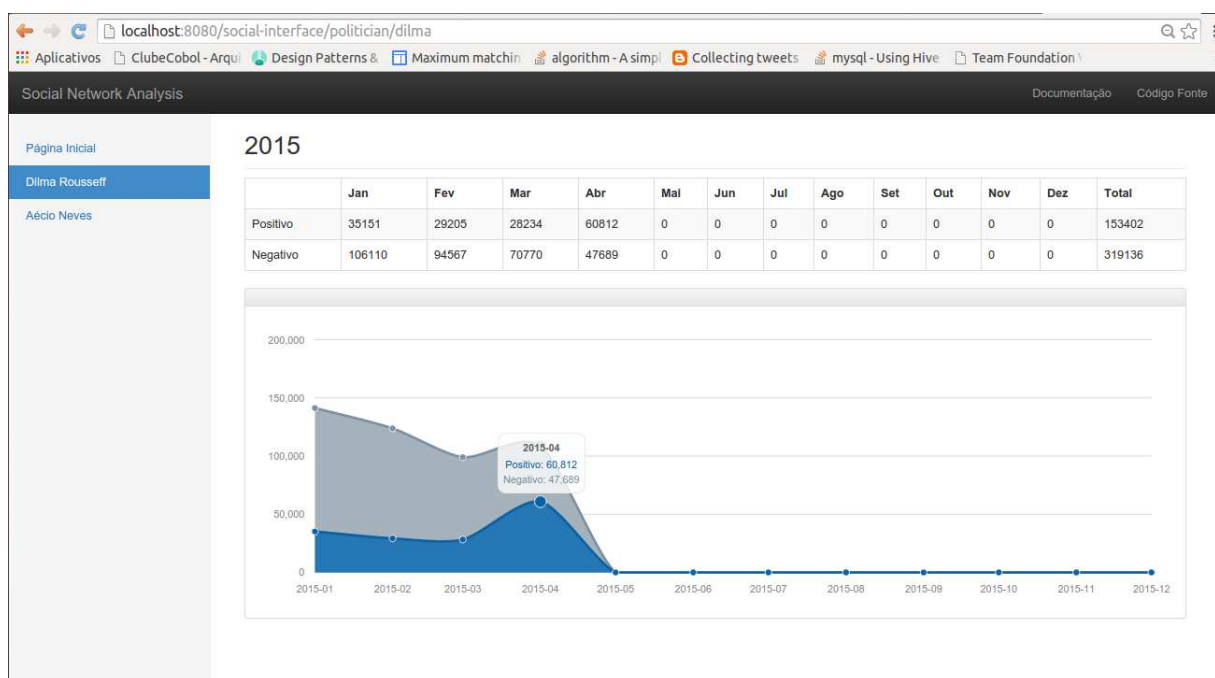 localhost:8080/social-interface/politician/dilma
Aplicativos ClubeCobol - Arqui Design Patterns & Maximum matchin algorithm - A simpl Collecting tweets mysql - Using Hive Team Foundation
Social Network Analysis Documentação Código Fonte
Página Inicial
Dilma Rousseff
Aécio Neves
2015
Jan Fev Mar Abr Mai Jun Jul Ago Set Out Nov Dez Total
Positivo 35151 29205 28234 60812 0 0 0 0 0 0 0 0 153402
Negativo 106110 94567 70770 47689 0 0 0 0 0 0 0 0 319136
200,000
150,000
100,000
50,000
0
2015-04
Positivo: 60,812
Negativo: 47,689
2015-01 2015-02 2015-03 2015-04 2015-05 2015-06 2015-07 2015-08 2015-09 2015-10 2015-11 2015-12